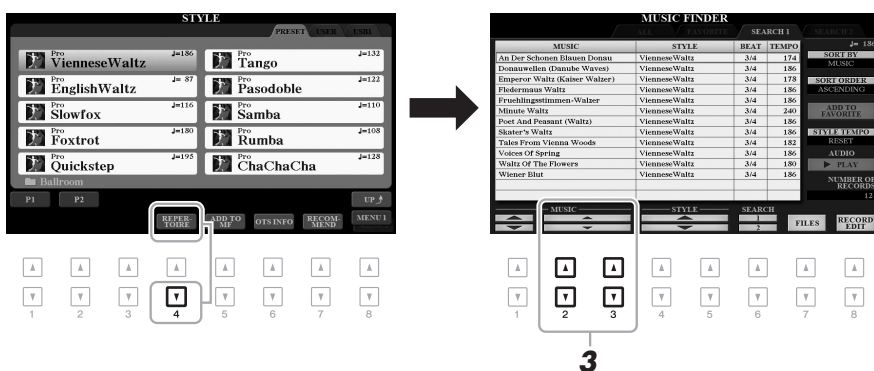 STYLE
PRESET USER USB1
Pro ♩=186
VienneseWaltz
Pro ♩=132
Tango
Pro ♩= 87
EnglishWaltz
Pro ♩=122
Pasodoble
Pro ♩=116
Slowfox
Pro ♩=110
Samba
Pro ♩=180
Foxtrot
Pro ♩=108
Rumba
Pro ♩=195
Quickstep
Pro ♩=128
ChaChaCha
Ballroom
P1 P2 UP
REPER-TOIRE ADD TO MF OTS INFO RECOM-MEND MENU 1
1 2 3 4 5 6 7 8
MUSIC FINDER
ALL FAVORITE SEARCH 1 SEARCH 2
MUSIC STYLE BEAT TEMPO
An Der Schonen Blauen Donau VienneseWaltz 3/4 174
Donauwellen (Danube Waves) VienneseWaltz 3/4 186
Emperor Waltz (Kaiser Walzer) VienneseWaltz 3/4 178
Fledermaus Waltz VienneseWaltz 3/4 186
Fruehlingsstimmen-Walzer VienneseWaltz 3/4 186
Minute Waltz VienneseWaltz 3/4 240
Poet And Peasant (Waltz) VienneseWaltz 3/4 186
Skater's Waltz VienneseWaltz 3/4 186
Tales From Vienna Woods VienneseWaltz 3/4 182
Voices Of Spring VienneseWaltz 3/4 186
Waltz Of The Flowers VienneseWaltz 3/4 180
Wiener Blut VienneseWaltz 3/4 186
♩= 186
SORT BY
MUSIC
SORT ORDER
ASCENDING
ADD TO
FAVORITE
STYLE TEMPO
RESET
AUDIO
▶ PLAY
NUMBER OF
RECORDS
12
MUSIC STYLE SEARCH
1
2
FILES
RECORD
EDIT
1 2 3 4 5 6 7 8
3